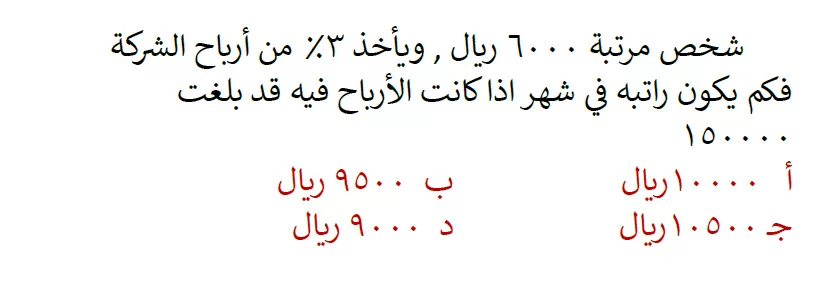 شخص مرتبة ٦٠٠٠ ريال , ويأخذ ٣٪ من أرباح الشركة
فكم يكون راتبه في شهر اذا كانت الأرباح فيه قد بلغت
١٥٠٠٠٠
أ ١٠٠٠٠ريال ب ٩٥٠٠ ريال
جـ ١٠٥٠٠ريال د ٩٠٠٠ ريال